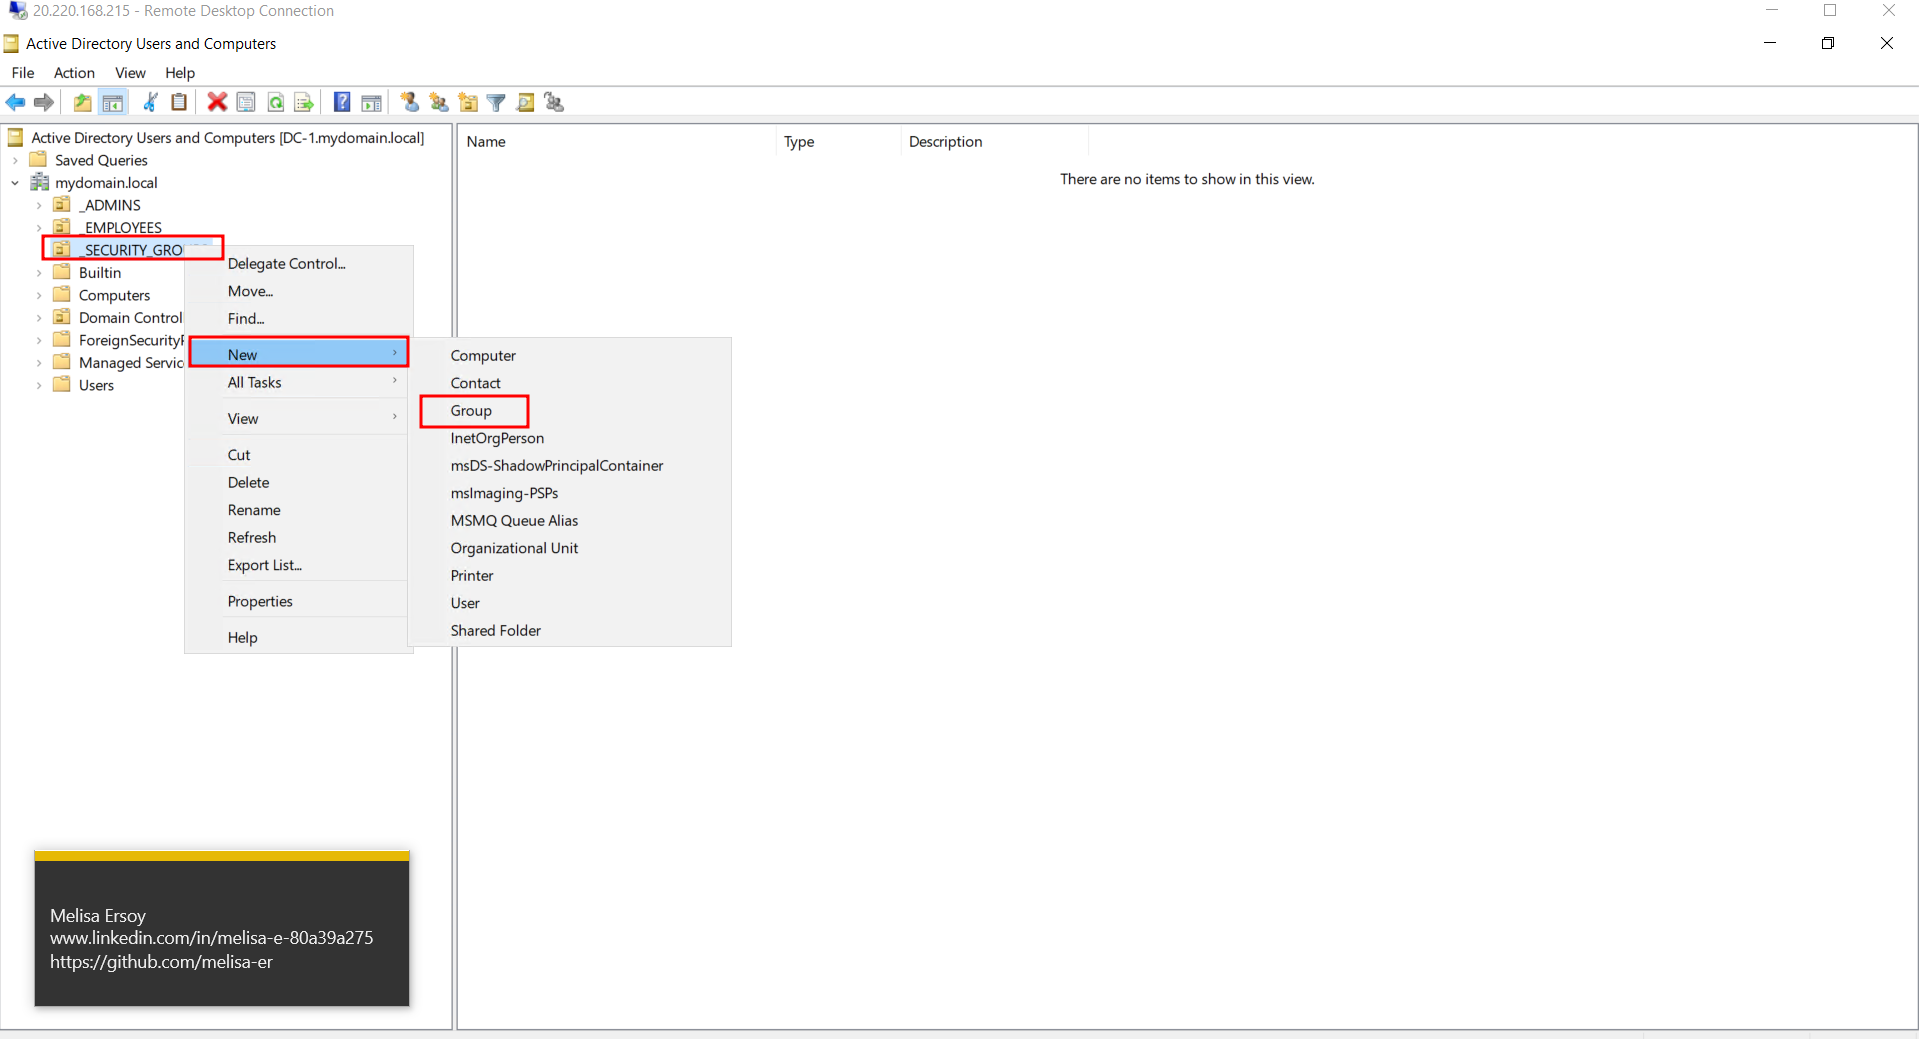 20.220.168.215 - Remote Desktop Connection
Active Directory Users and Computers
File Action View Help
Active Directory Users and Computers [DC-1.mydomain.local]
Saved Queries
mydomain.local
_ADMINS
_EMPLOYEES
_SECURITY_GRO
Builtin
Computers
Domain Control
ForeignSecurityP
Managed Servic
Users
Delegate Control...
Move...
Find...
New
All Tasks
View
Cut
Delete
Rename
Refresh
Export List...
Properties
Help
Computer
Contact
Group
InetOrgPerson
msDS-ShadowPrincipalContainer
msImaging-PSPs
MSMQ Queue Alias
Organizational Unit
Printer
User
Shared Folder
Name Type Description
There are no items to show in this view.
Melisa Ersoy
www.linkedin.com/in/melisa-e-80a39a275
https://github.com/melisa-er